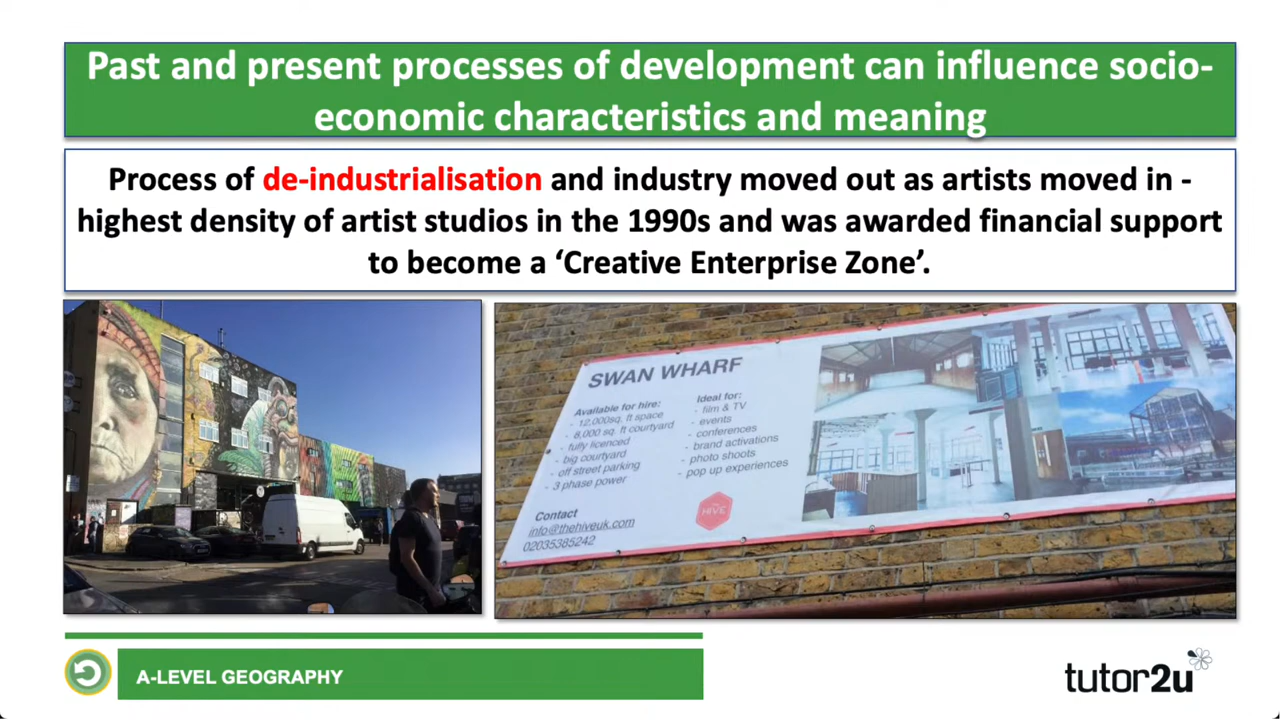 Past and present processes of development can influence socio-
economic characteristics and meaning
Process of de-industrialisation and industry moved out as artists moved in -
highest density of artist studios in the 1990s and was awarded financial support
to become a ‘Creative Enterprise Zone’.
SWAN WHARF
Available for hire:
- 12,000sq. ft space
- 8,000 sq. ft courtyard
- fully licenced
- big courtyard
- off street parking
- 3 phase power
Ideal for:
- film & TV
- events
- conferences
- brand activations
- photo shoots
- pop up experiences
Contact
info@thehiveuk.com
02035385242
HIVE
A-LEVEL GEOGRAPHY
tutor2u